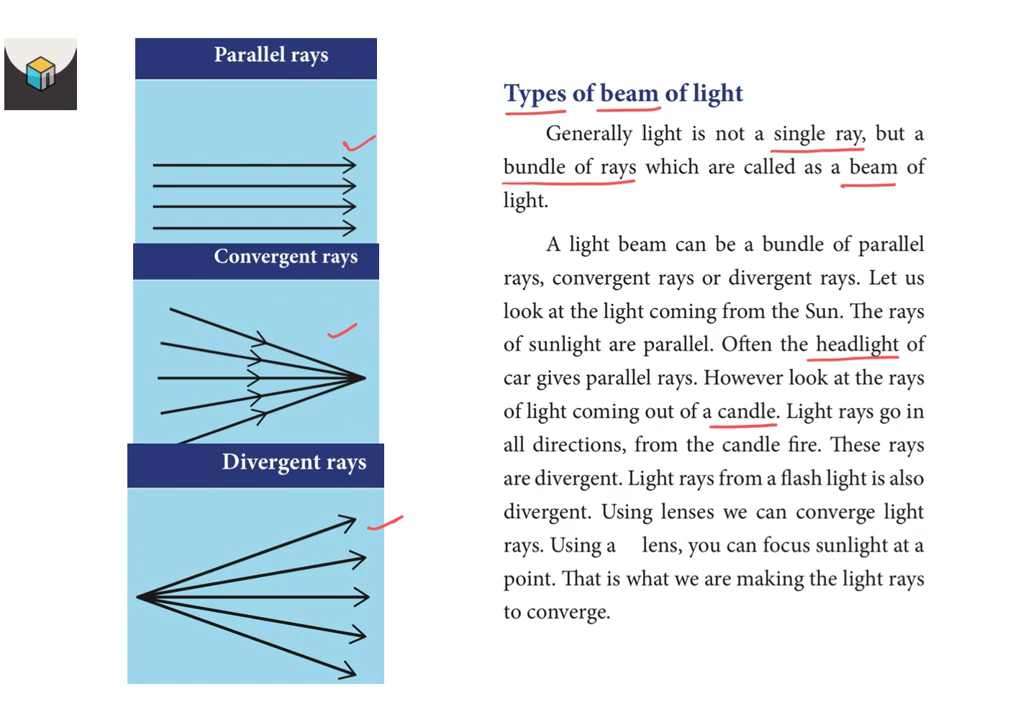 Parallel rays
Convergent rays
Divergent rays
Types of beam of light
Generally light is not a single ray, but a
bundle of rays which are called as a beam of
light.
A light beam can be a bundle of parallel
rays, convergent rays or divergent rays. Let us
look at the light coming from the Sun. The rays
of sunlight are parallel. Often the headlight of
car gives parallel rays. However look at the rays
of light coming out of a candle. Light rays go in
all directions, from the candle fire. These rays
are divergent. Light rays from a flash light is also
divergent. Using lenses we can converge light
rays. Using a lens, you can focus sunlight at a
point. That is what we are making the light rays
to converge.